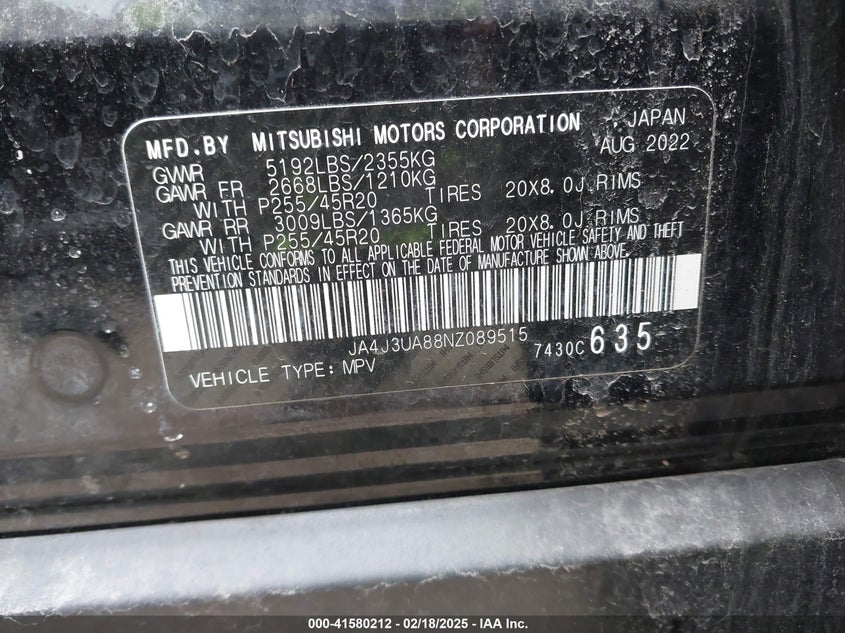 MFD.BY MITSUBISHI MOTORS CORPORATION JAPAN
GVWR 5192LBS/2355KG AUG 2022
GAWR FR 2668LBS/1210KG
WITH P255/45R20 TIRES 20X8.0J RIMS
GAWR RR 3009LBS/1365KG
WITH P255/45R20 TIRES 20X8.0J RIMS
THIS VEHICLE CONFORMS TO ALL APPLICABLE FEDERAL MOTOR VEHICLE SAFETY AND THEFT
PREVENTION STANDARDS IN EFFECT ON THE DATE OF MANUFACTURE SHOWN ABOVE.
JA4J3UA88NZ089515 7430C 635
VEHICLE TYPE: MPV
000-41580212 - 02/18/2025 - IAA Inc.